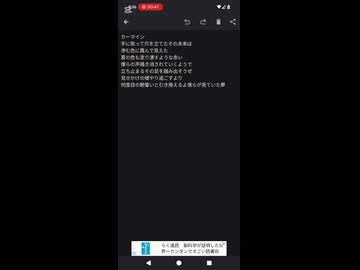 00:47
カーマイン
手に取って爪を立てたその未来は
滲む色に霞んで見えた
夏の色も塗り潰すような赤い
僕らの声掻き消されていくようで
立ち止まるその足を踏み出そうぜ
見せかけの嘘やり過ごすより
何度目の朝奪いと引き換えるよ僕らが見ていた夢
らく速読 脳科学が証明した5/
界一カンタンですごい読書術